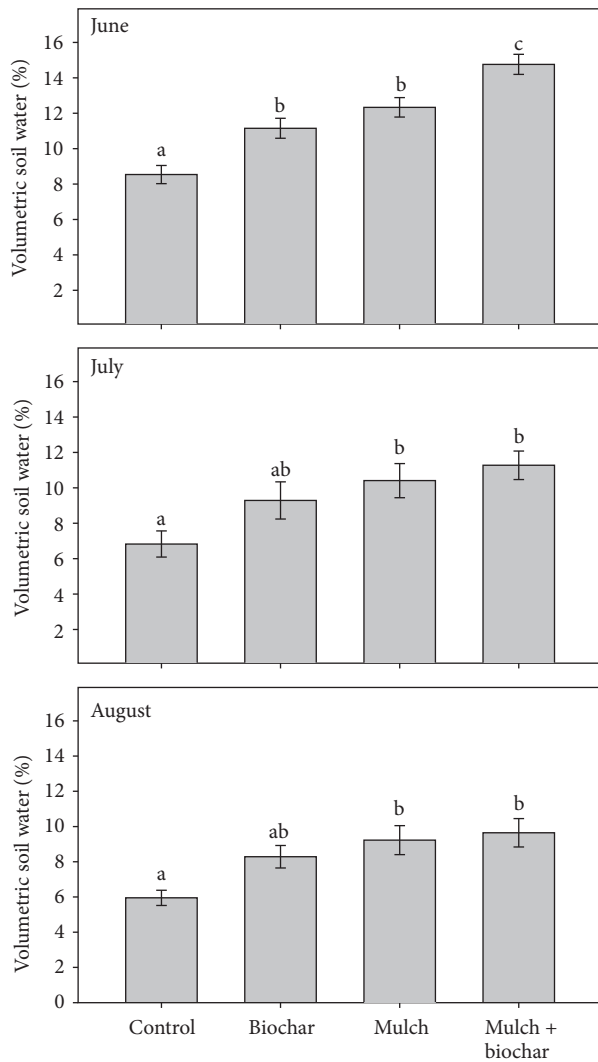 June
Volumetric soil water (%)
16
14
12
10
8
6
4
2
a
b
b
c
July
Volumetric soil water (%)
16
14
12
10
8
6
4
2
a
ab
b
b
August
Volumetric soil water (%)
16
14
12
10
8
6
4
2
0
a
ab
b
b
Control
Biochar
Mulch
Mulch +
biochar